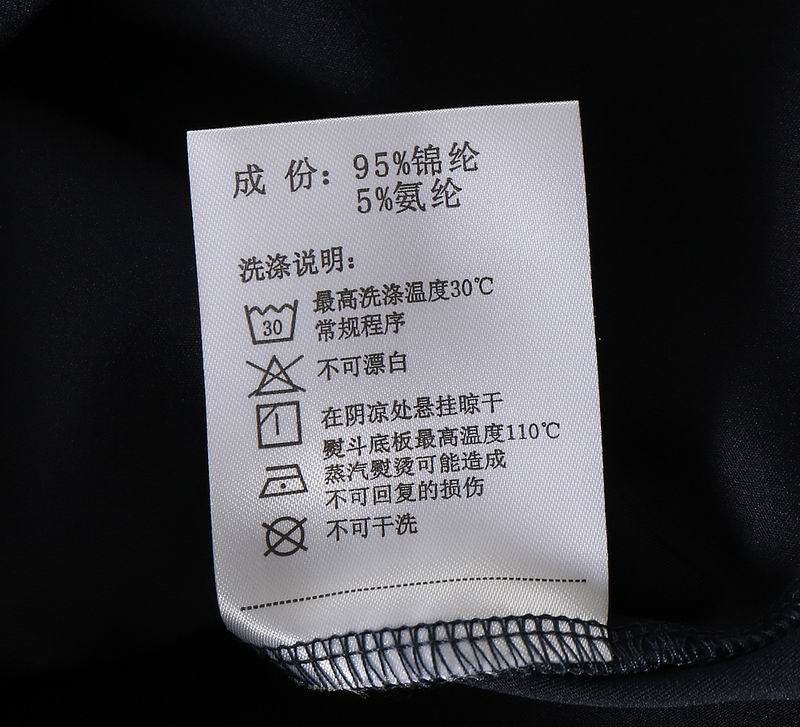 成 份：95%锦纶
5%氨纶
洗涤说明：
30
最高洗涤温度30℃
常规程序
不可漂白
在阴凉处悬挂晾干
熨斗底板最高温度110℃
蒸汽熨烫可能造成
不可回复的损伤
不可干洗